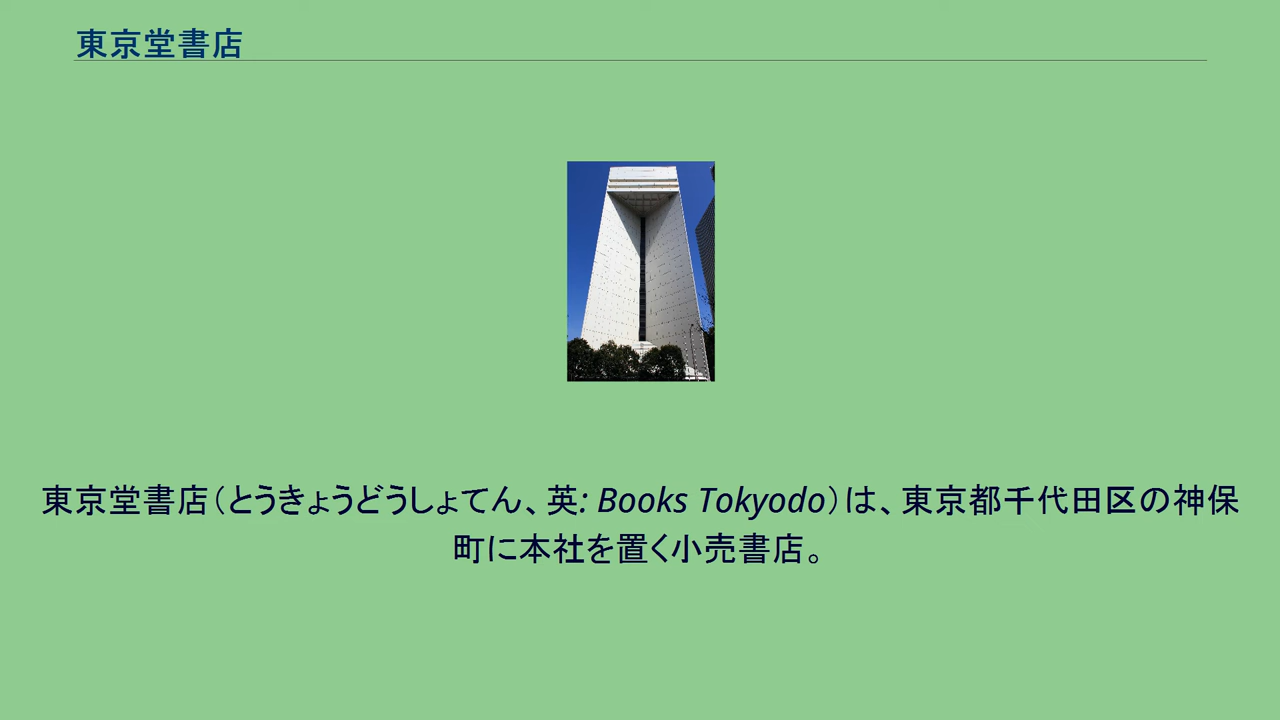 東京堂書店
東京堂書店（とうきょうどうしょてん、英: Books Tokyodo）は、東京都千代田区の神保
町に本社を置く小売書店。